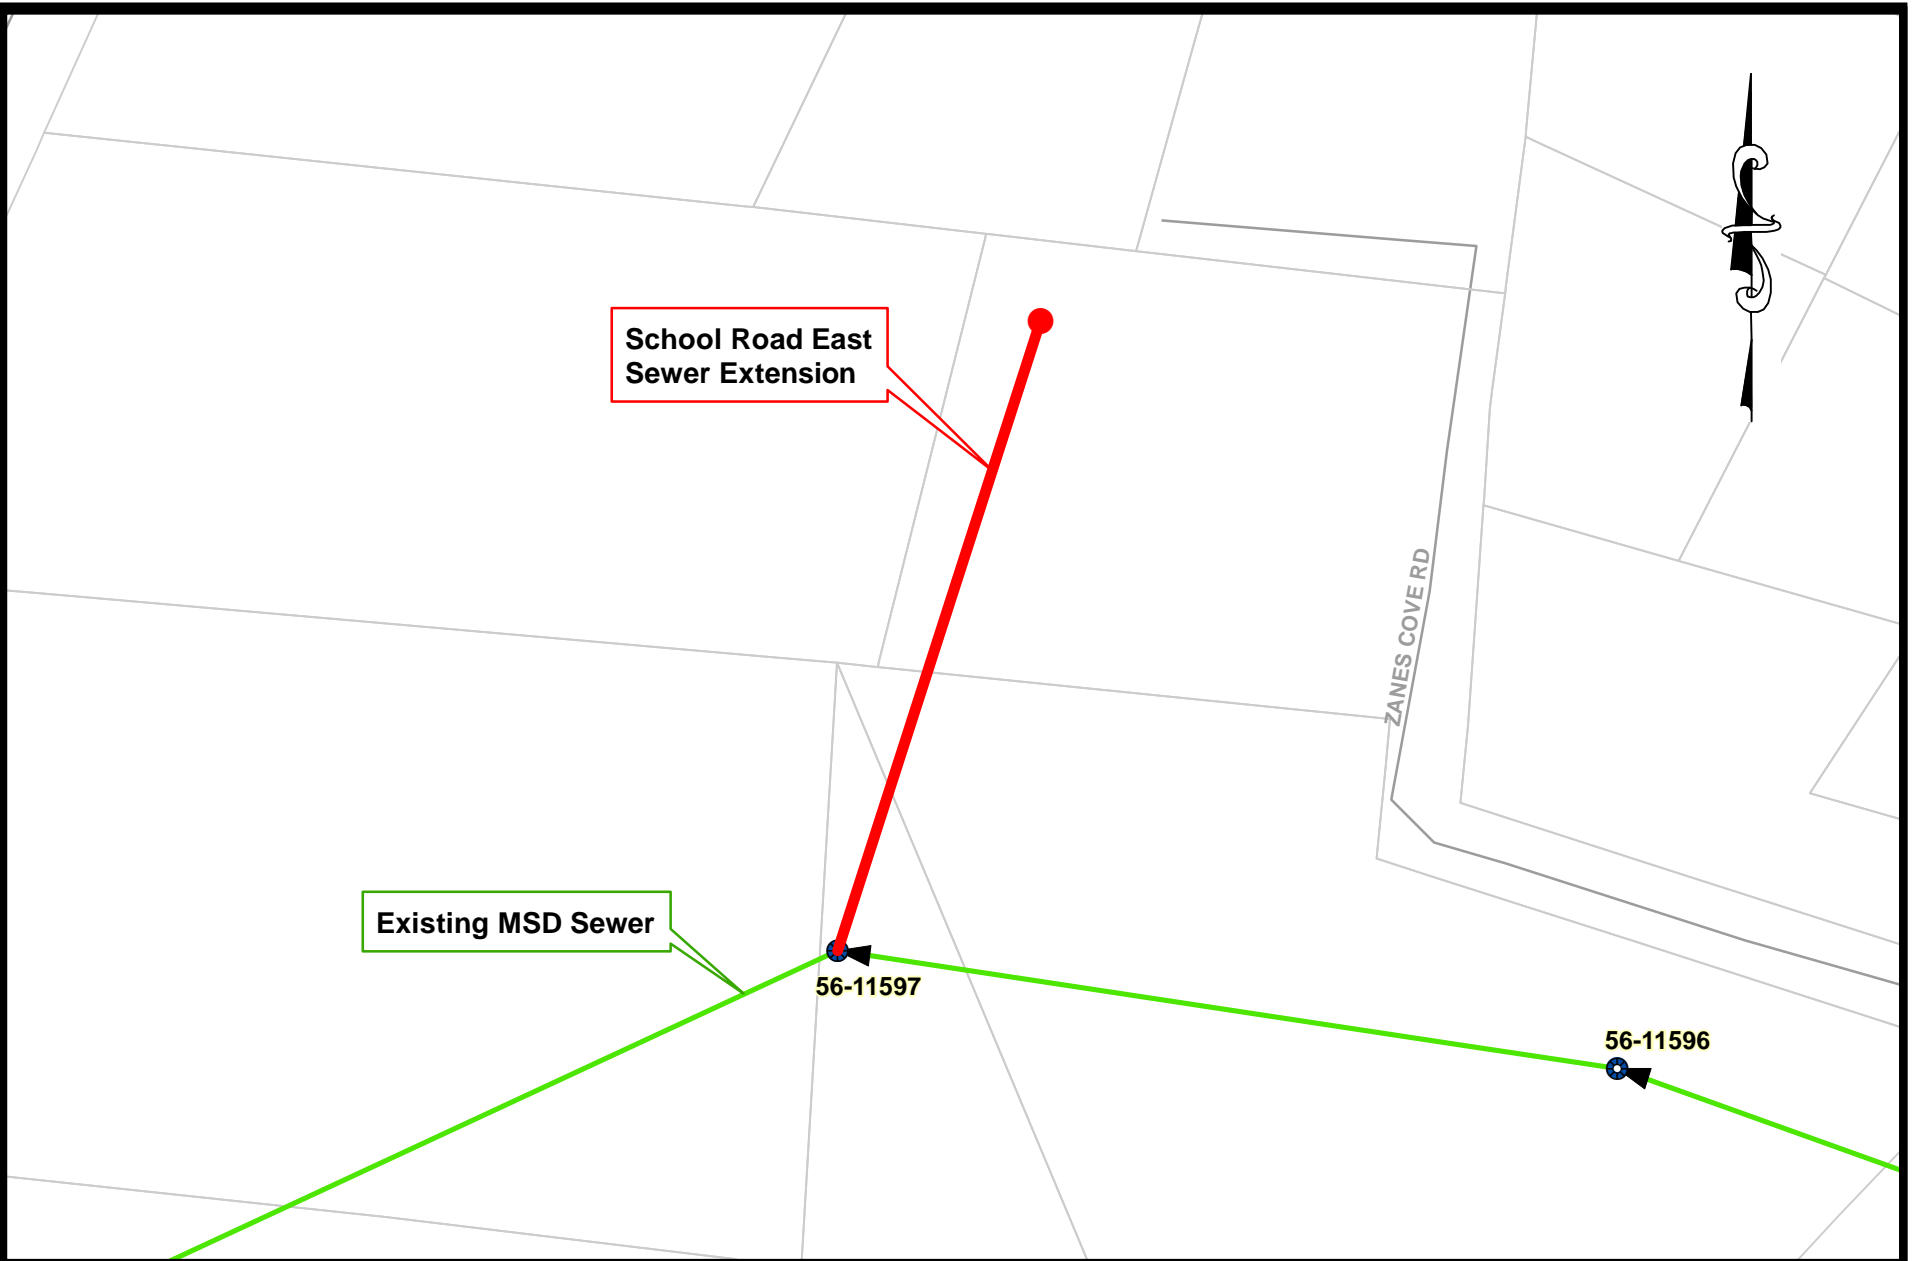 School Road East
Sewer Extension
ZANES COVE RD
Existing MSD Sewer
56-11597
56-11596